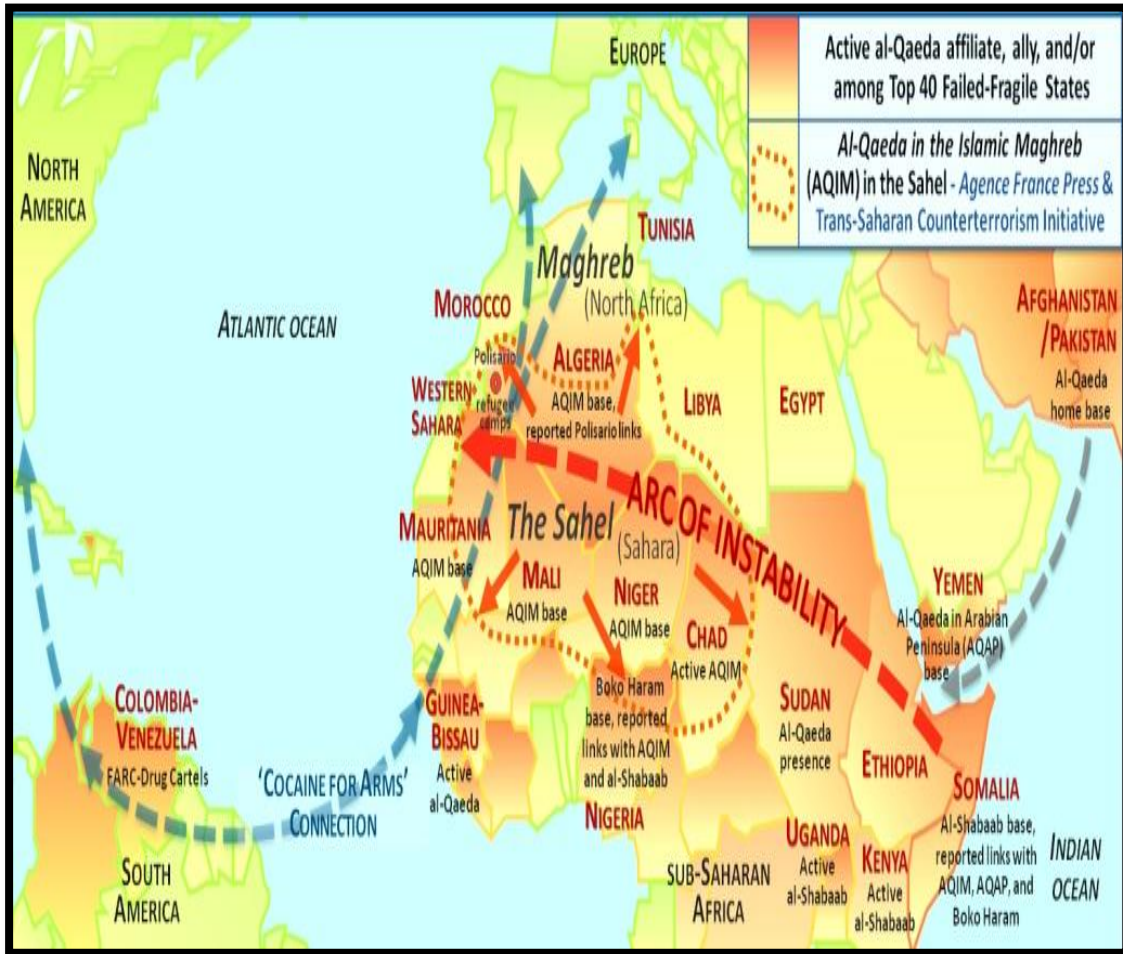 Active al-Qaeda affiliate, ally, and/or
among Top 40 Failed-Fragile States
Al-Qaeda in the Islamic Maghreb
(AQIM) in the Sahel - Agence France Press &
Trans-Saharan Counterterrorism Initiative
EUROPE
NORTH
AMERICA
ATLANTIC OCEAN
TUNISIA
Maghreb
(North Africa)
MOROCCO
Polisario
refugee
camps
WESTERN
SAHARA
ALGERIA
AQIM base,
reported Polisario links
LIBYA
EGYPT
AFGHANISTAN
/PAKISTAN
Al-Qaeda
home base
ARC OF INSTABILITY
The Sahel
(Sahara)
MAURITANIA
AQIM base
MALI
AQIM base
NIGER
AQIM base
CHAD
Active AQIM
YEMEN
Al-Qaeda in Arabian
Peninsula (AQAP)
base
COLOMBIA-
VENEZUELA
FARC-Drug Cartels
'COCAINE FOR ARMS'
CONNECTION
GUINEA-
BISSAU
Active
al-Qaeda
Boko Haram
base, reported
links with AQIM
and al-Shabaab
NIGERIA
SUDAN
Al-Qaeda
presence
ETHIOPIA
SOMALIA
Al-Shabaab base,
reported links with
AQIM, AQAP, and
Boko Haram
INDIAN
OCEAN
UGANDA
Active
al-Shabaab
KENYA
Active
al-Shabaab
SOUTH
AMERICA
SUB-SAHARAN
AFRICA